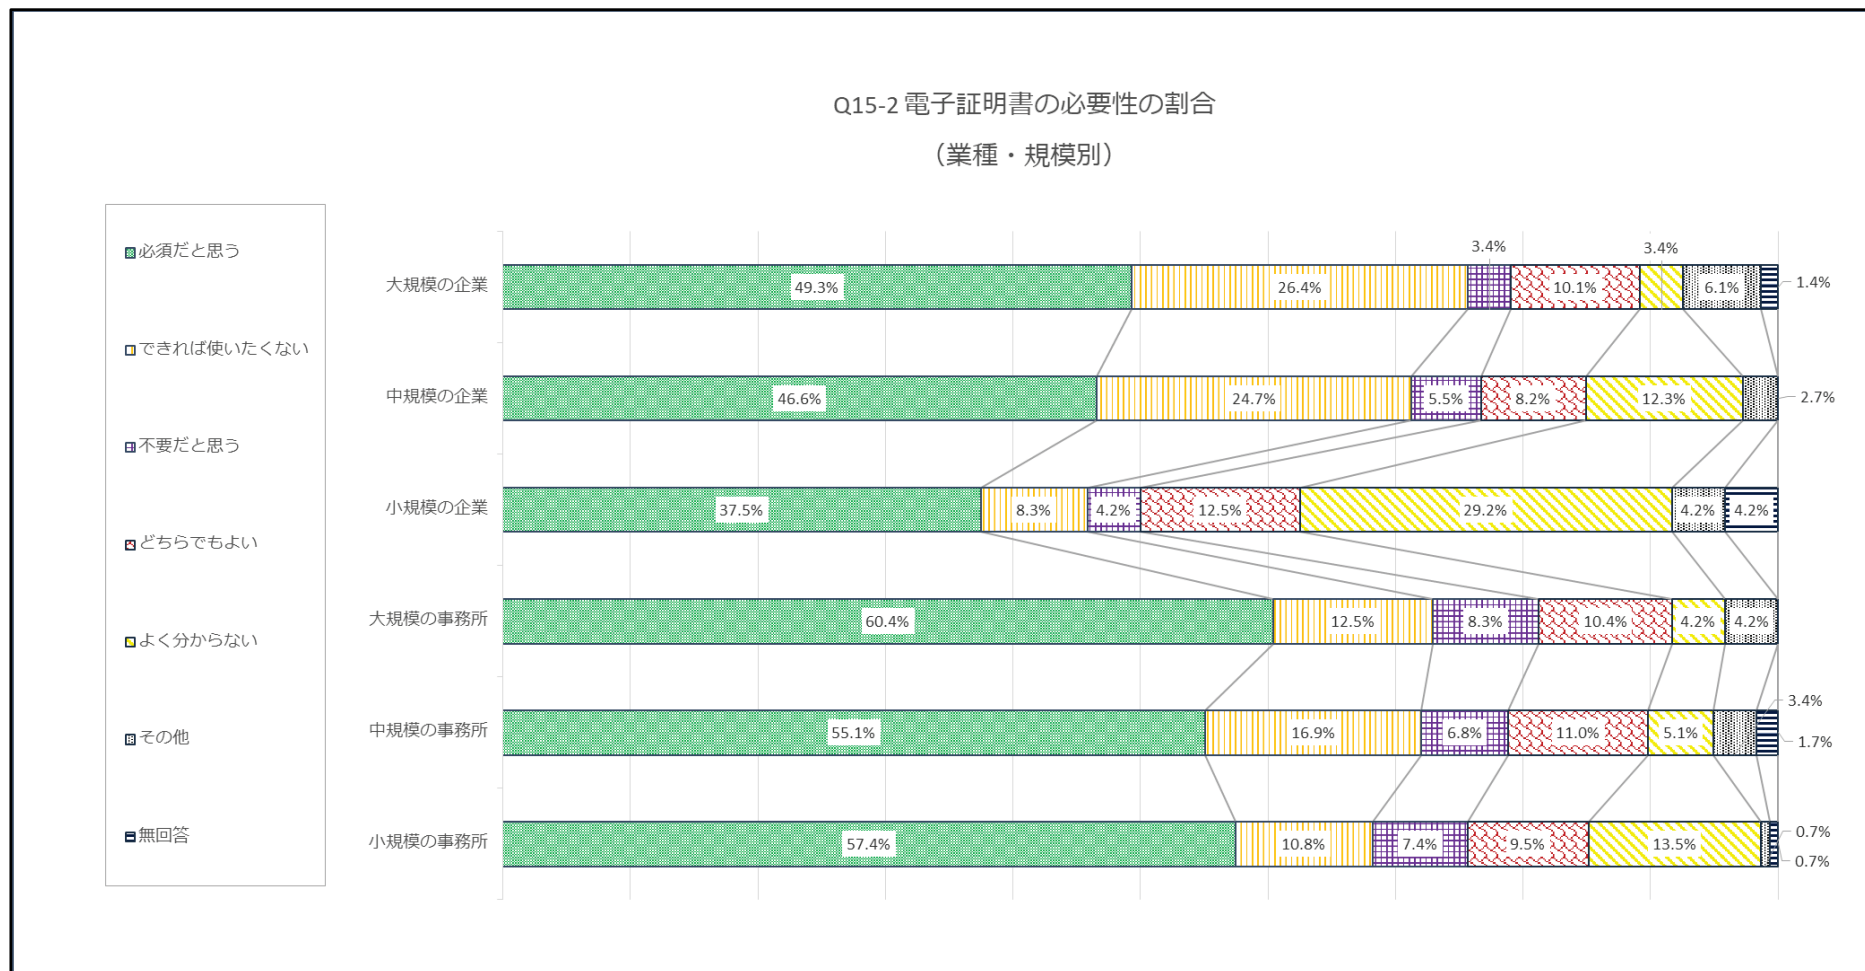 Q15-2 電子証明書の必要性の割合
（業種・規模別）
必須だと思う
できれば使いたくない
不要だと思う
どちらでもよい
よく分からない
その他
無回答
大規模の企業
49.3%
26.4%
3.4%
10.1%
3.4%
6.1%
1.4%
中規模の企業
46.6%
24.7%
5.5%
8.2%
12.3%
2.7%
小規模の企業
37.5%
8.3%
4.2%
12.5%
29.2%
4.2%
4.2%
大規模の事務所
60.4%
12.5%
8.3%
10.4%
4.2%
4.2%
中規模の事務所
55.1%
16.9%
6.8%
11.0%
5.1%
3.4%
1.7%
小規模の事務所
57.4%
10.8%
7.4%
9.5%
13.5%
0.7%
0.7%